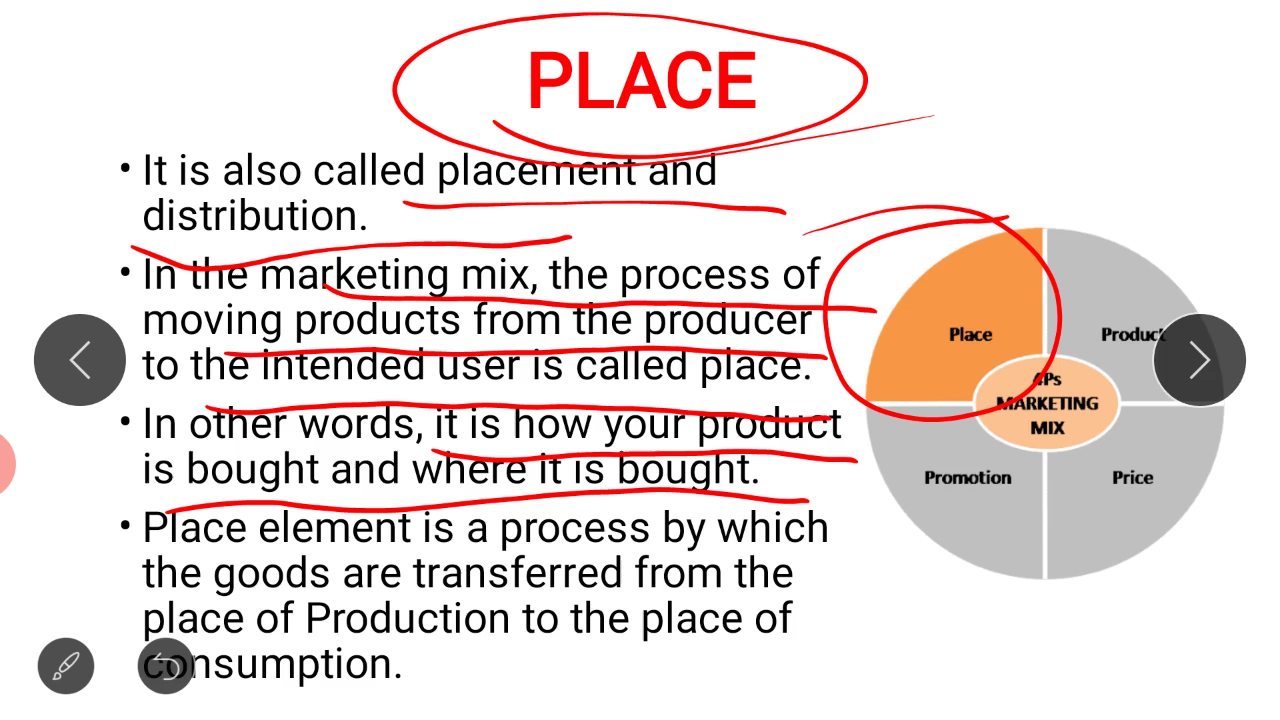 PLACE
• It is also called placement and
distribution.
• In the marketing mix, the process of
moving products from the producer
to the intended user is called place.
• In other words, it is how your product
is bought and where it is bought.
• Place element is a process by which
the goods are transferred from the
place of Production to the place of
consumption.
Place
Product
4Ps
MARKETING
MIX
Promotion
Price